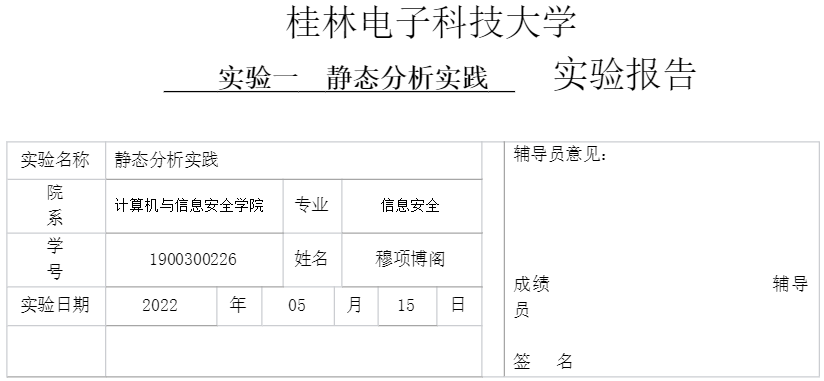 桂林电子科技大学
实验一 静态分析实践 实验报告
实验名称 静态分析实践
院系 计算机与信息安全学院 专业 信息安全
学号 1900300226 姓名 穆项博阁
实验日期 2022 年 05 月 15 日
辅导员意见：
成绩 辅导
员
签 名